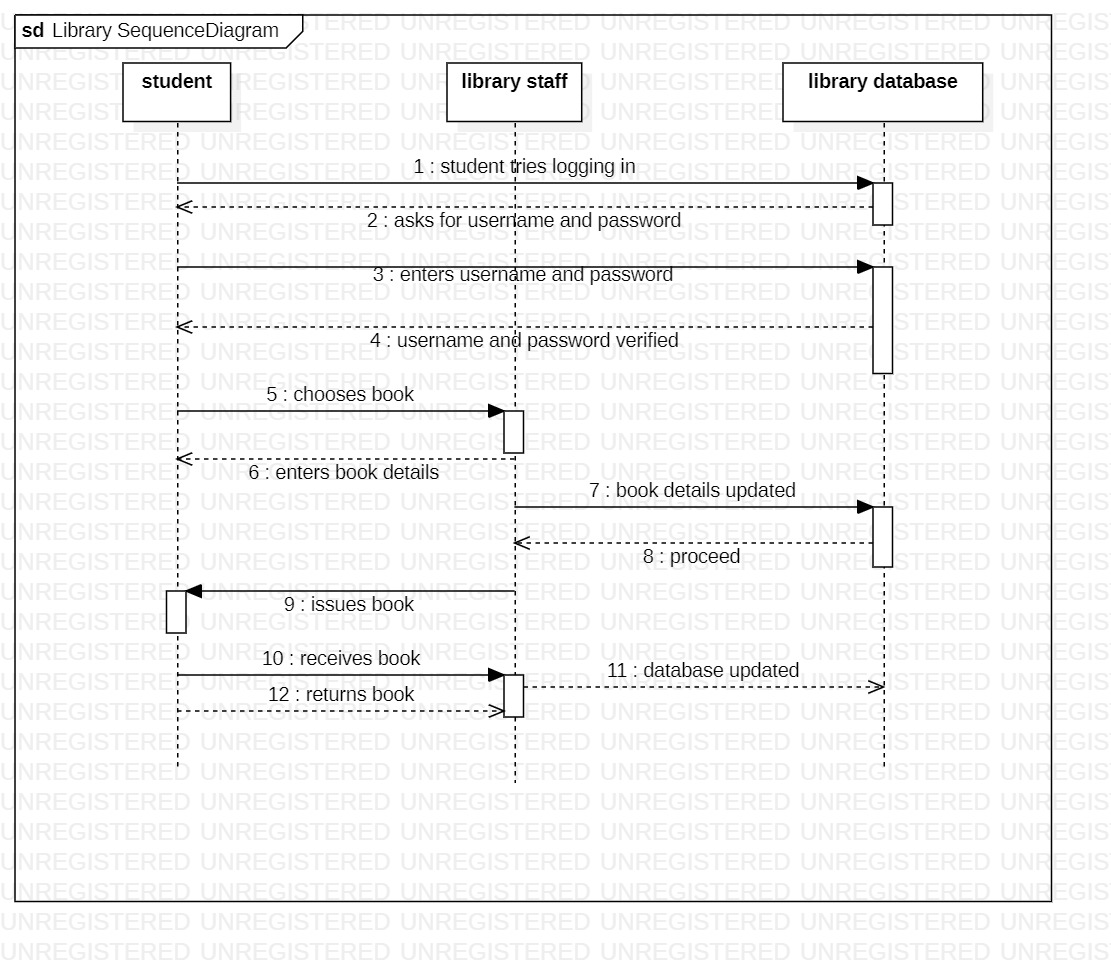 sd Library SequenceDiagram
student
library staff
library database
1 : student tries logging in
2 : asks for username and password
3 : enters username and password
4 : username and password verified
5 : chooses book
6 : enters book details
7 : book details updated
8 : proceed
9 : issues book
10 : receives book
11 : database updated
12 : returns book
UNREGISTERED